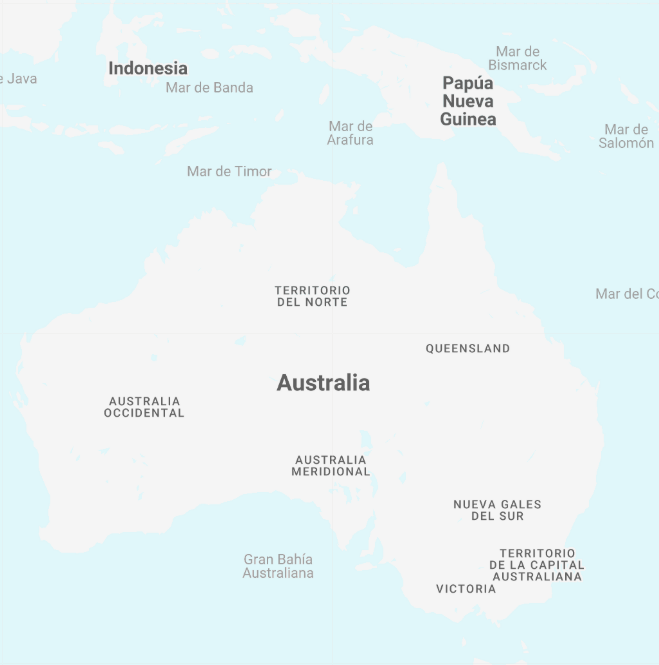 Mar de
Bismarck
Indonesia
e Java
Mar de Banda
Papúa
Nueva
Guinea
Mar de
Arafura
Mar de
Salomón
Mar de Timor
TERRITORIO
DEL NORTE
Mar del Co
QUEENSLAND
Australia
AUSTRALIA
OCCIDENTAL
AUSTRALIA
MERIDIONAL
NUEVA GALES
DEL SUR
Gran Bahía
Australiana
TERRITORIO
DE LA CAPITAL
AUSTRALIANA
VICTORIA